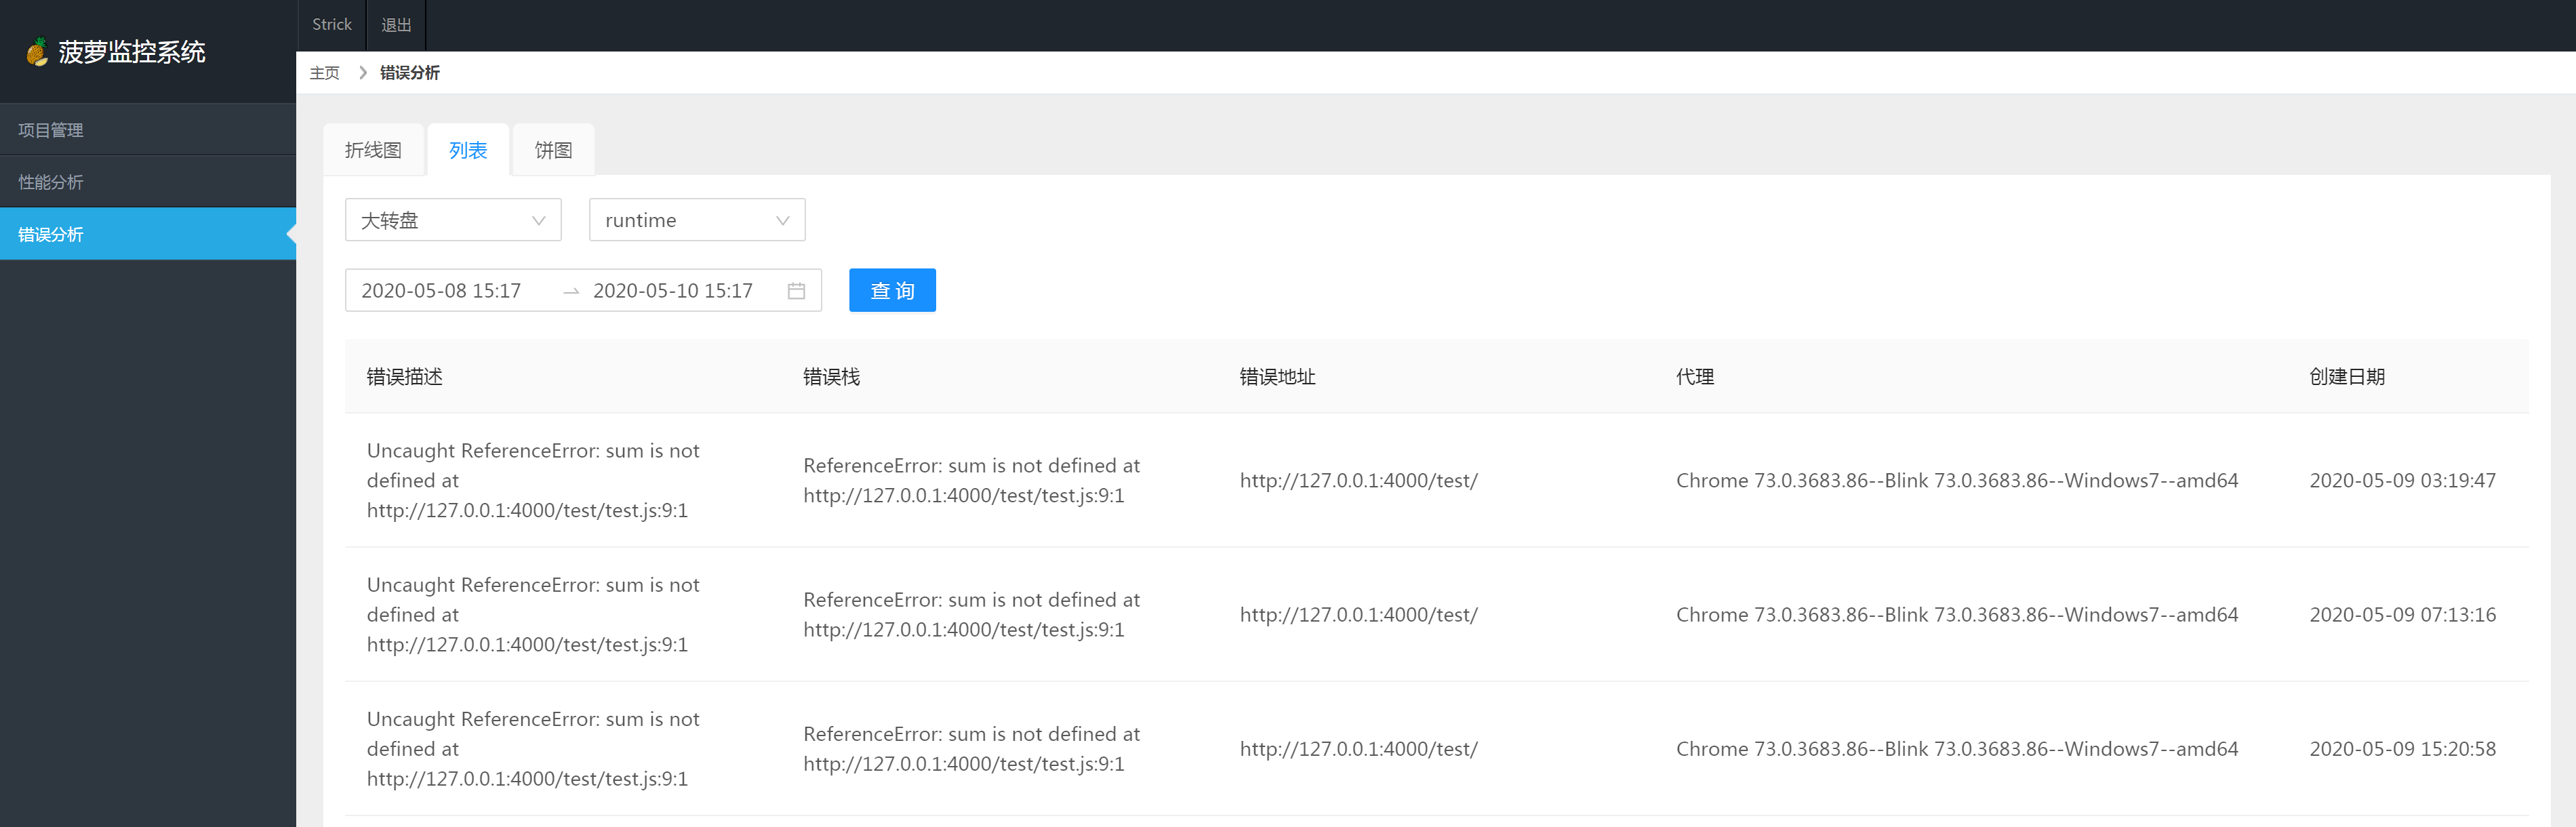 菠萝监控系统
Strick
退出
主页
错误分析
项目管理
性能分析
错误分析
折线图
列表
饼图
大转盘
runtime
2020-05-08 15:17
2020-05-10 15:17
查 询
错误描述
错误栈
错误地址
代理
创建日期
Uncaught ReferenceError: sum is not
defined at
http://127.0.0.1:4000/test/test.js:9:1
ReferenceError: sum is not defined at
http://127.0.0.1:4000/test/test.js:9:1
http://127.0.0.1:4000/test/
Chrome 73.0.3683.86--Blink 73.0.3683.86--Windows7--amd64
2020-05-09 03:19:47
Uncaught ReferenceError: sum is not
defined at
http://127.0.0.1:4000/test/test.js:9:1
ReferenceError: sum is not defined at
http://127.0.0.1:4000/test/test.js:9:1
http://127.0.0.1:4000/test/
Chrome 73.0.3683.86--Blink 73.0.3683.86--Windows7--amd64
2020-05-09 07:13:16
Uncaught ReferenceError: sum is not
defined at
http://127.0.0.1:4000/test/test.js:9:1
ReferenceError: sum is not defined at
http://127.0.0.1:4000/test/test.js:9:1
http://127.0.0.1:4000/test/
Chrome 73.0.3683.86--Blink 73.0.3683.86--Windows7--amd64
2020-05-09 15:20:58